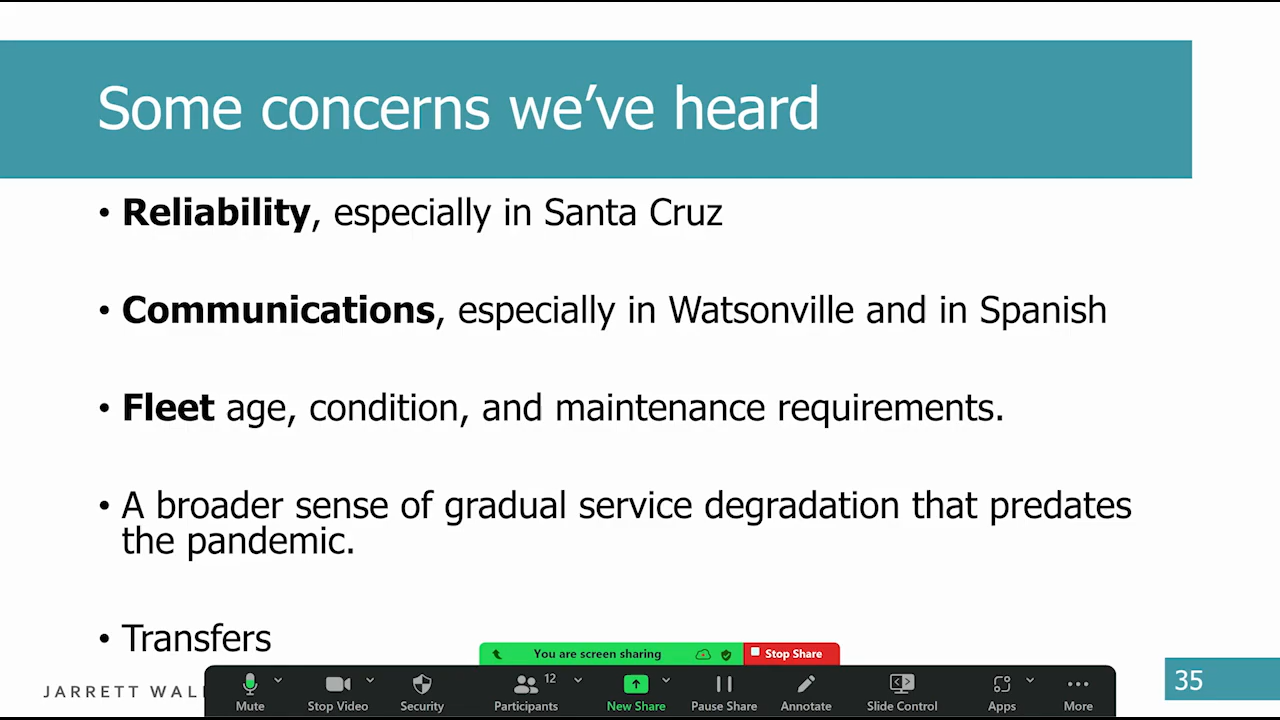 Some concerns we’ve heard
• Reliability, especially in Santa Cruz
• Communications, especially in Watsonville and in Spanish
• Fleet age, condition, and maintenance requirements.
• A broader sense of gradual service degradation that predates
the pandemic.
• Transfers
You are screen sharing
Stop Share
JARRETT
35
12
Mute
Stop Video
Security
Participants
New Share
Pause Share
Annotate
Slide Control
Apps
More